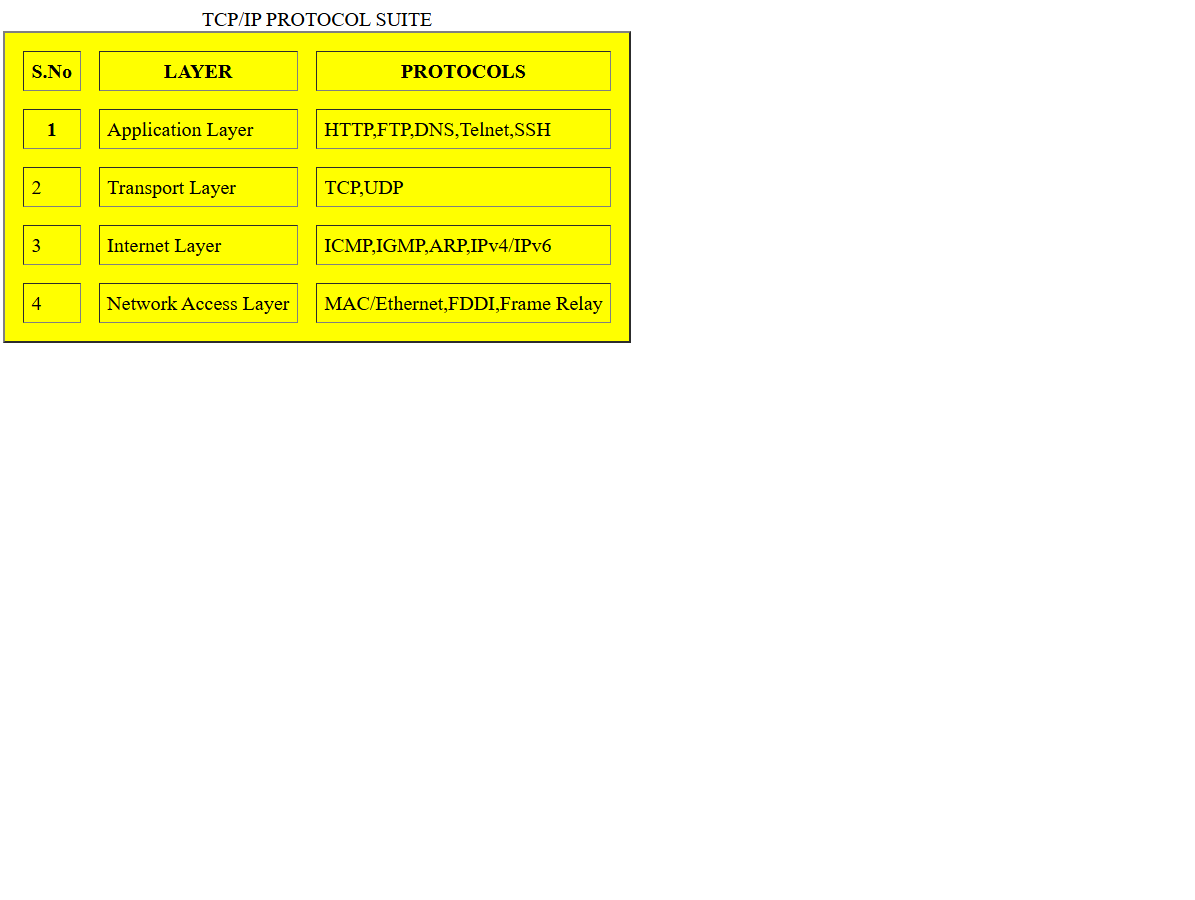 TCP/IP PROTOCOL SUITE
S.No LAYER PROTOCOLS
1 Application Layer HTTP,FTP,DNS,Telnet,SSH
2 Transport Layer TCP,UDP
3 Internet Layer ICMP,IGMP,ARP,IPv4/IPv6
4 Network Access Layer MAC/Ethernet,FDDI,Frame Relay